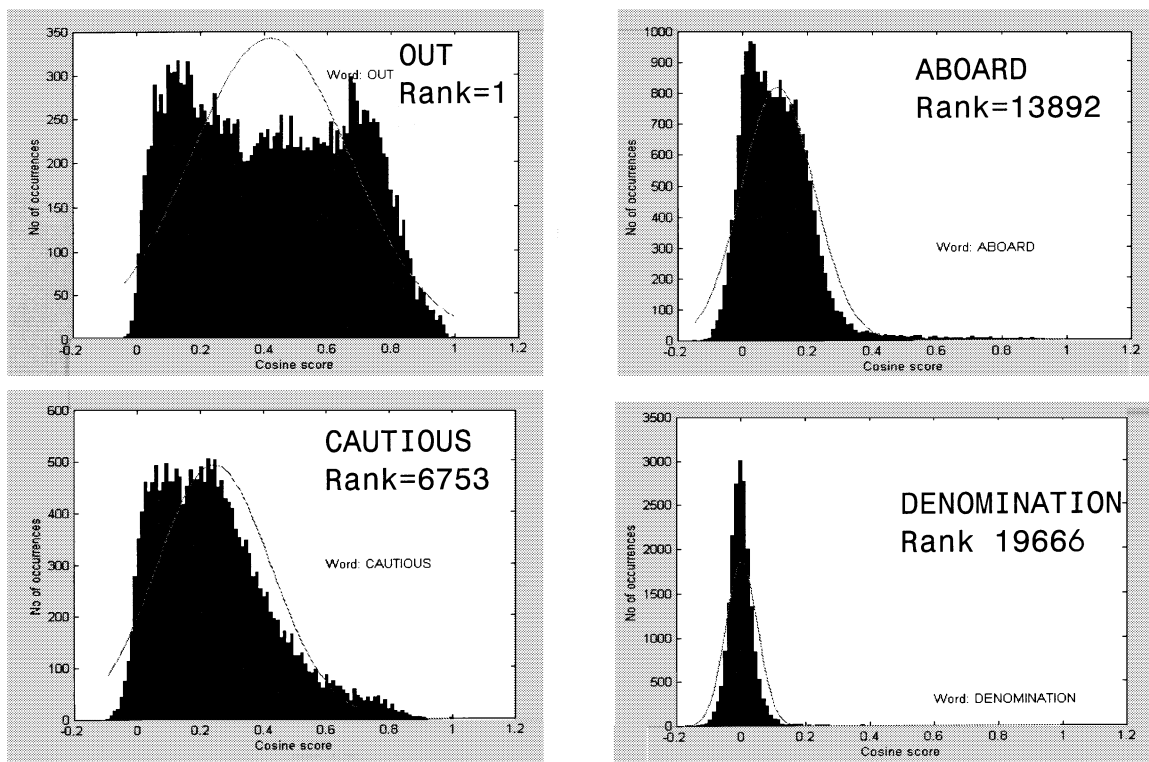 350
300
250
200
150
100
50
0
No of occurrences
OUT
Word: OUT
Rank=1
-0.2 0 0.2 0.4 0.6 0.8 1 1.2
Cosine score
1000
900
800
700
600
500
400
300
200
100
0
No of occurrences
ABOARD
Rank=13892
Word: ABOARD
-0.2 0 0.2 0.4 0.6 0.8 1 1.2
Cosine score
600
500
400
300
200
100
0
No of occurrences
CAUTIOUS
Rank=6753
Word: CAUTIOUS
-0.2 0 0.2 0.4 0.6 0.8 1 1.2
Cosine score
3500
3000
2500
2000
1500
1000
500
0
No of occurrences
DENOMINATION
Rank 19666
Word: DENOMINATION
-0.2 0 0.2 0.4 0.6 0.8 1 1.2
Cosine score